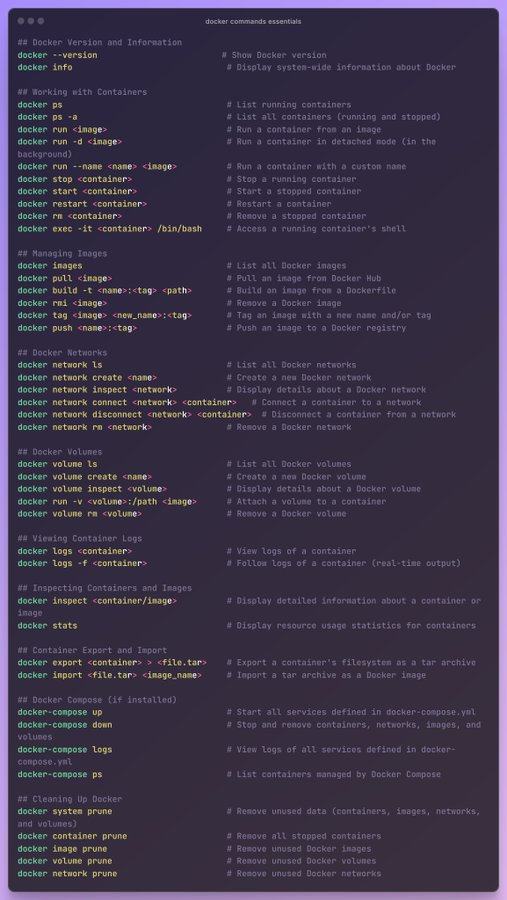 docker commands essentials
## Docker Version and Information
docker --version # Show Docker version
docker info # Display system-wide information about Docker
## Working with Containers
docker ps # List running containers
docker ps -a # List all containers (running and stopped)
docker run <image> # Run a container from an image
docker run -d <image> # Run a container in detached mode (in the
background)
docker run --name <name> <image> # Run a container with a custom name
docker stop <container> # Stop a running container
docker start <container> # Start a stopped container
docker restart <container> # Restart a container
docker rm <container> # Remove a stopped container
docker exec -it <container> /bin/bash # Access a running container's shell
## Managing Images
docker images # List all Docker images
docker pull <image> # Pull an image from Docker Hub
docker build -t <name>:<tag> <path> # Build an image from a Dockerfile
docker rmi <image> # Remove a Docker image
docker tag <image> <new_name>:<tag> # Tag an image with a new name and/or tag
docker push <name>:<tag> # Push an image to a Docker registry
## Docker Networks
docker network ls # List all Docker networks
docker network create <name> # Create a new Docker network
docker network inspect <network> # Display details about a Docker network
docker network connect <network> <container> # Connect a container to a network
docker network disconnect <network> <container> # Disconnect a container from a network
docker network rm <network> # Remove a Docker network
## Docker Volumes
docker volume ls # List all Docker volumes
docker volume create <name> # Create a new Docker volume
docker volume inspect <volume> # Display details about a Docker volume
docker run -v <volume>:/path <image> # Attach a volume to a container
docker volume rm <volume> # Remove a Docker volume
## Viewing Container Logs
docker logs <container> # View logs of a container
docker logs -f <container> # Follow logs of a container (real-time output)
## Inspecting Containers and Images
docker inspect <container/image> # Display detailed information about a container or
image
docker stats # Display resource usage statistics for containers
## Container Export and Import
docker export <container> > <file.tar> # Export a container's filesystem as a tar archive
docker import <file.tar> <image_name> # Import a tar archive as a Docker image
## Docker Compose (if installed)
docker-compose up # Start all services defined in docker-compose.yml
docker-compose down # Stop and remove containers, networks, images, and
volumes
docker-compose logs # View logs of all services defined in docker-
compose.yml
docker-compose ps # List containers managed by Docker Compose
## Cleaning Up Docker
docker system prune # Remove unused data (containers, images, networks,
and volumes)
docker container prune # Remove all stopped containers
docker image prune # Remove unused Docker images
docker volume prune # Remove unused Docker volumes
docker network prune # Remove unused Docker networks